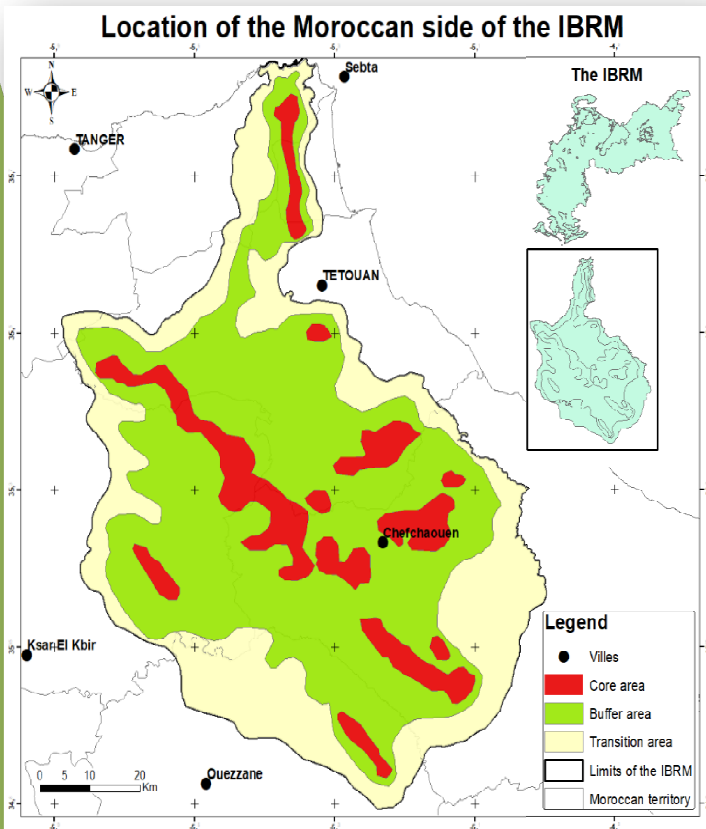 Location of the Moroccan side of the IBRM
N
W E
S
Sebta
The IBRM
TANGER
TETOUAN
Chefchaouen
Ksar El Kbir
Ouezzane
0 5 10 20
Km
Legend
Villes
Core area
Buffer area
Transition area
Limits of the IBRM
Moroccan territory